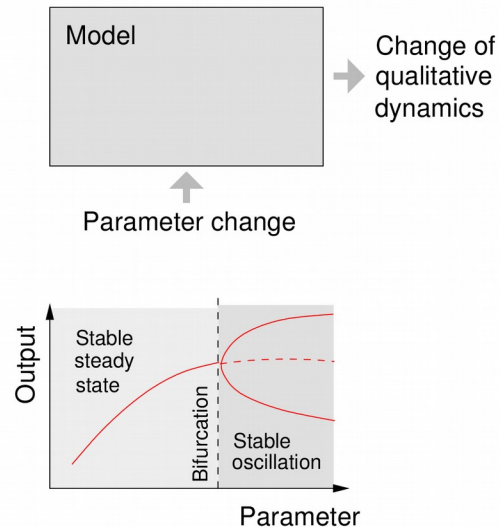 Model
Change of
qualitative
dynamics
Parameter change
Output
Stable
steady
state
Bifurcation
Stable
oscillation
Parameter